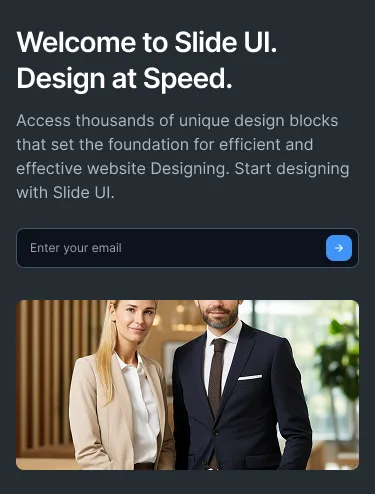 Welcome to Slide UI.
Design at Speed.
Access thousands of unique design blocks
that set the foundation for efficient and
effective website Designing. Start designing
with Slide UI.
Enter your email